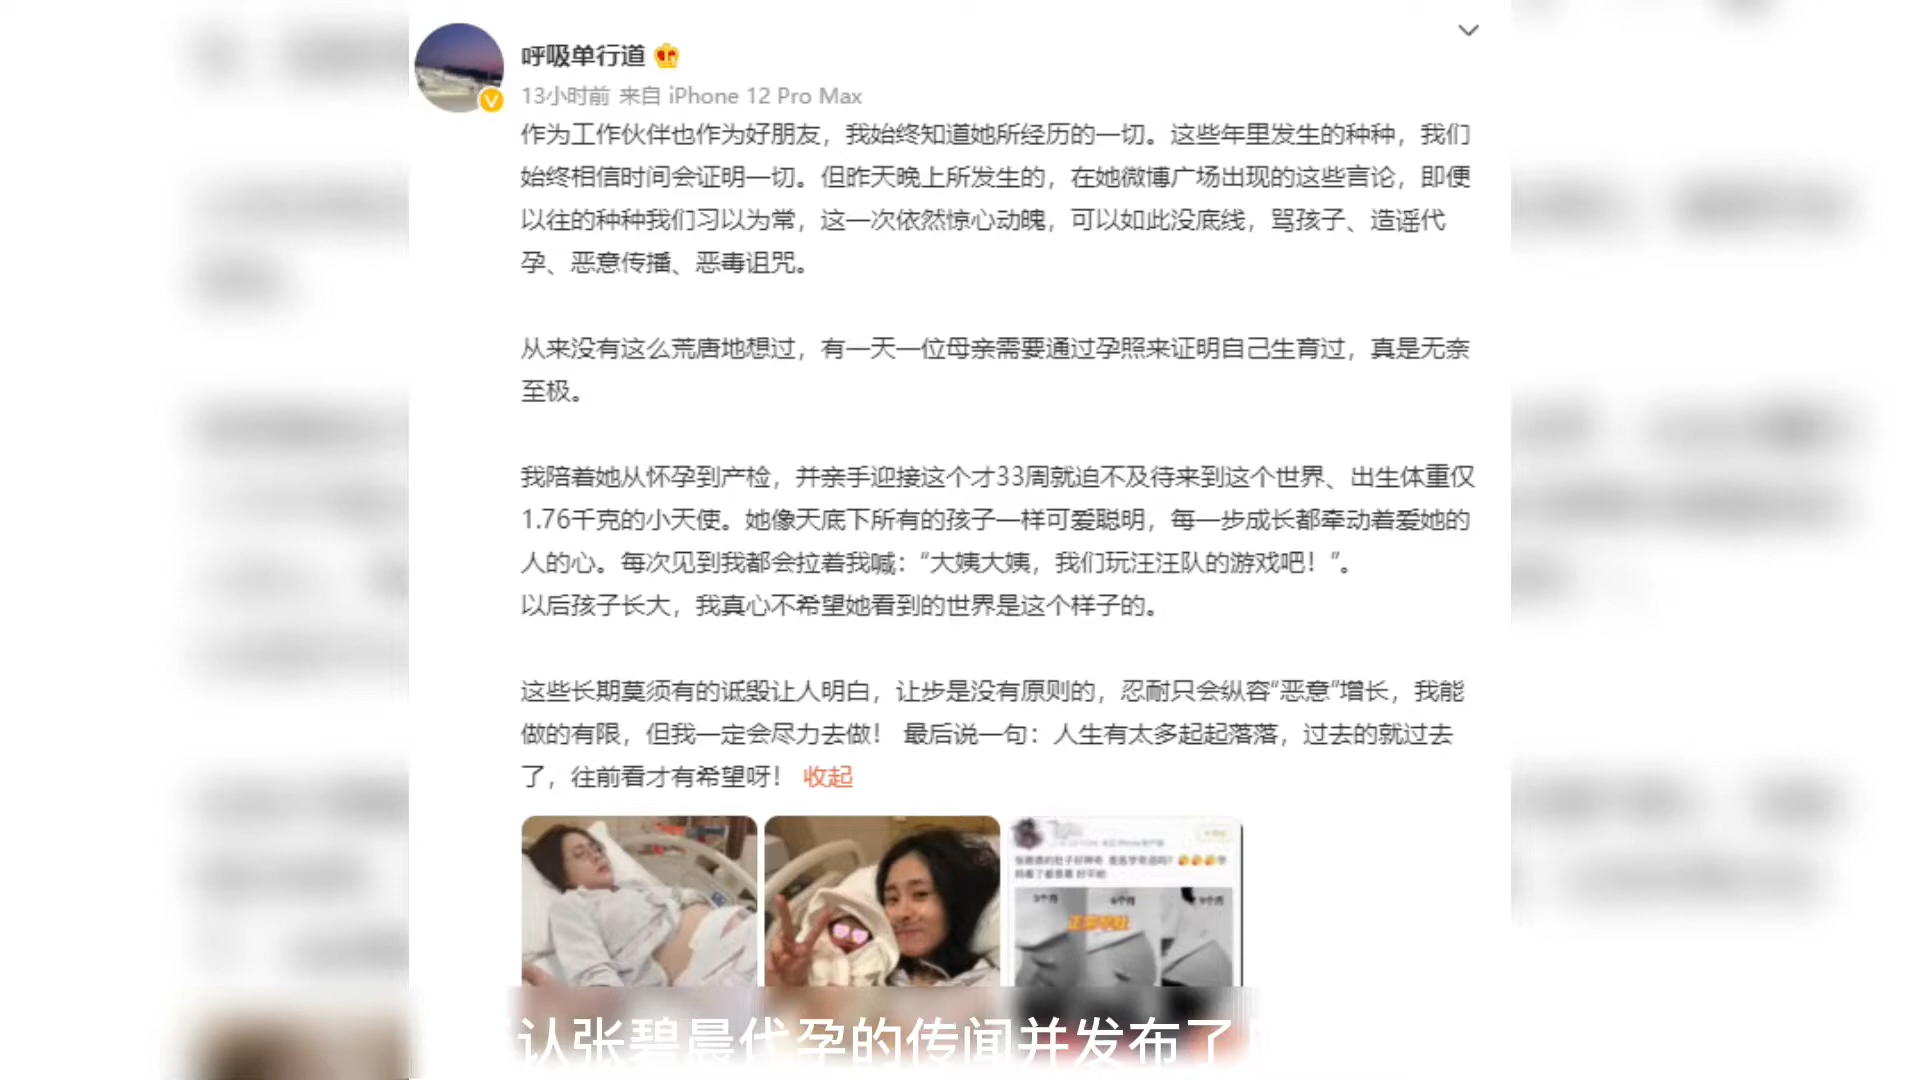 呼吸单行道
13小时前 来自 iPhone 12 Pro Max
作为工作伙伴也作为好朋友，我始终知道她所经历的一切。这些年里发生的种种，我们
始终相信时间会证明一切。但昨天晚上所发生的，在她微博广场出现的这些言论，即便
以往的种种我们习以为常，这一次依然惊心动魄，可以如此没底线，骂孩子、造谣代
孕、恶意传播、恶毒诅咒。
从来没有这么荒唐地想过，有一天一位母亲需要通过孕照来证明自己生育过，真是无奈
至极。
我陪着她从怀孕到产检，并亲手迎接这个才33周就迫不及待来到这个世界、出生体重仅
1.76千克的小天使。她像天底下所有的孩子一样可爱聪明，每一步成长都牵动着爱她的
人的心。每次见到我都会拉着我喊：“大姨大姨，我们玩汪汪队的游戏吧！”。
以后孩子长大，我真心不希望她看到的世界是这个样子的。
这些长期莫须有的诋毁让人明白，让步是没有原则的，忍耐只会纵容“恶意”增长，我能
做的有限，但我一定会尽力去做！ 最后说一句：人生有太多起起落落，过去的就过去
了，往前看才有希望呀！ 收起
3个月 6个月 9个月
正常孕肚
认张碧晨代孕的传闻并发布了